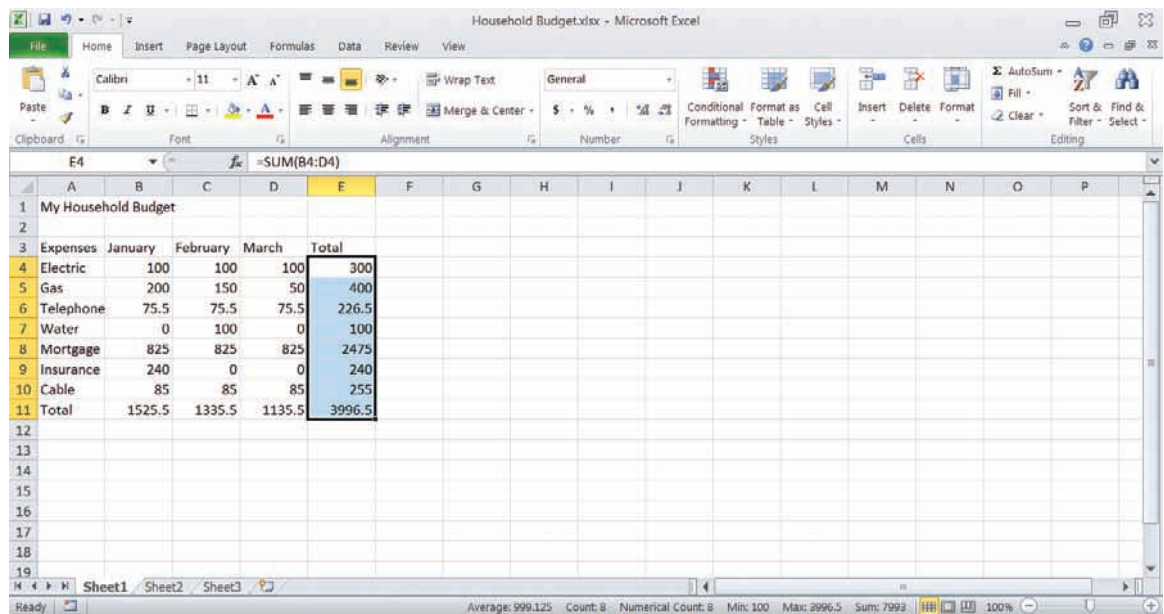 Household Budget.xlsx - Microsoft Excel
File Home Insert Page Layout Formulas Data Review View
Paste
Calibri 11 A A
B I U A
Wrap Text
Merge & Center
General
$ % ,
Conditional Formatting
Format as Table
Cell Styles
Insert Delete Format
Σ AutoSum
Fill
Clear
Sort & Filter
Find & Select
Clipboard Font Alignment Number Styles Cells Editing
E4 fx =SUM(B4:D4)
A B C D E F G H I J K L M N O P
1 My Household Budget
2
3 Expenses January February March Total
4 Electric 100 100 100 300
5 Gas 200 150 50 400
6 Telephone 75.5 75.5 75.5 226.5
7 Water 0 100 0 100
8 Mortgage 825 825 825 2475
9 Insurance 240 0 0 240
10 Cable 85 85 85 255
11 Total 1525.5 1335.5 1135.5 3996.5
12
13
14
15
16
17
18
19
Sheet1 Sheet2 Sheet3
Ready Average: 999.125 Count: 8 Numerical Count: 8 Min: 100 Max: 3996.5 Sum: 7993 100%